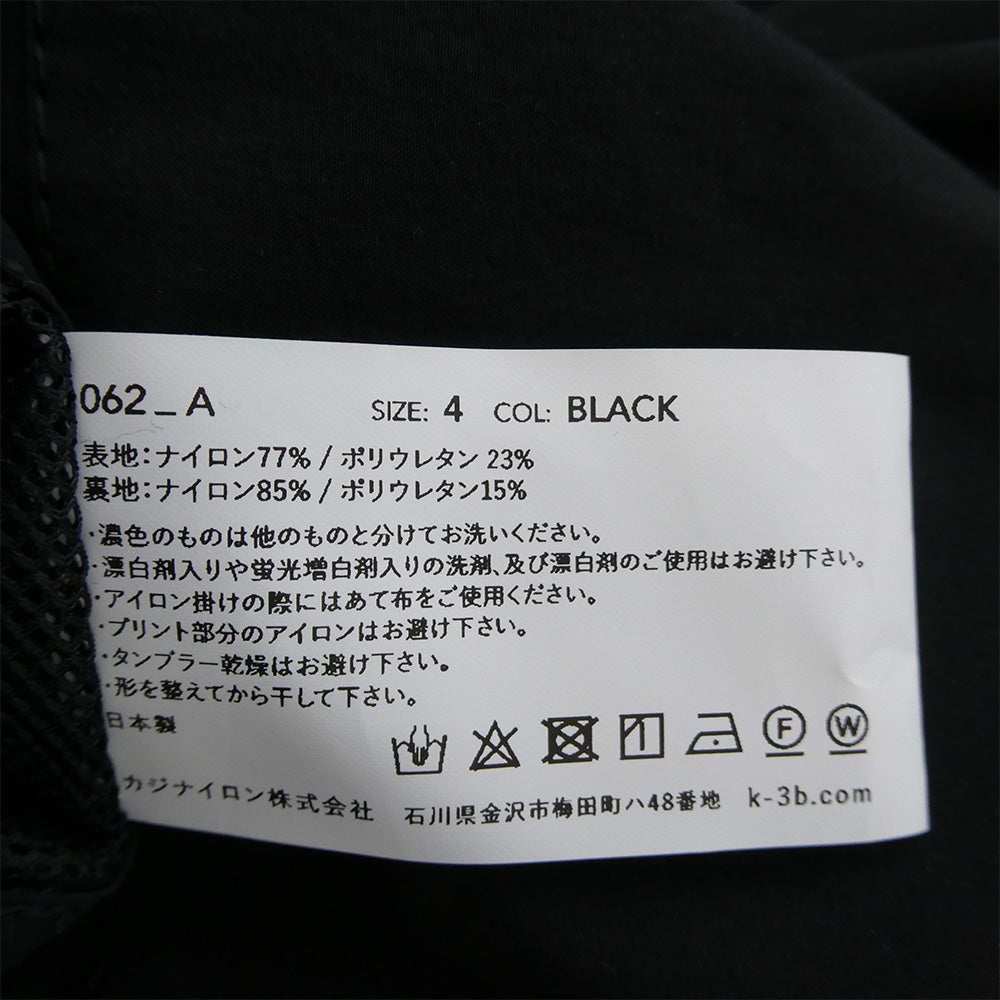 062_A SIZE: 4 COL: BLACK
表地:ナイロン77% / ポリウレタン 23%
裏地:ナイロン85% / ポリウレタン15%
・濃色のものは他のものと分けてお洗いください。
・漂白剤入りや蛍光増白剤入りの洗剤、及び漂白剤のご使用はお避け下さい。
・アイロン掛けの際にはあて布をご使用ください。
・プリント部分のアイロンはお避け下さい。
・タンブラー乾燥はお避け下さい。
・形を整えてから干して下さい。
日本製
F W
カジナイロン株式会社 石川県金沢市梅田町ハ48番地 k-3b.com